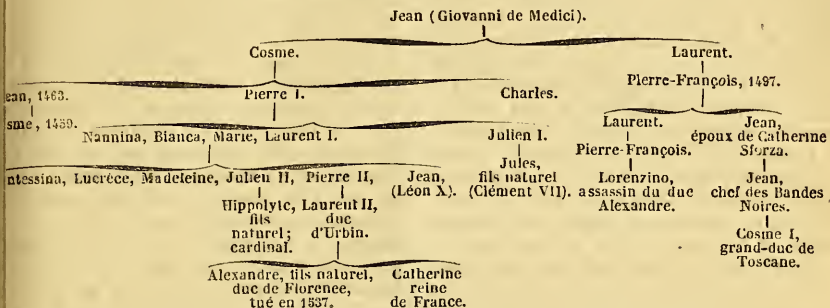 Jean (Giovanni de Medici).
Cosme. Laurent.
ean, 1463. Pierre I. Charles. Pierre-François, 1497.
sme, 1459. Nannina, Bianca, Marie, Laurent I. Julien I. Laurent. Jean,
époux de Catherine
Pierre-François. Sforza.
ntessina, Lucrèce, Madeleine, Julien II, Pierre II, Jean, Jules,
(Léon X). fils naturel Lorenzino, Jean,
(Clément VII). assassin du duc chef des Bandes
Hippolyte, Laurent II, Alexandre. Noires.
fils duc
naturel; d'Urbin. Cosme I,
cardinal. grand-duc de
Toscane.
Alexandre, fils naturel, Catherine
duc de Florence, reine
tué en 1537. de France.